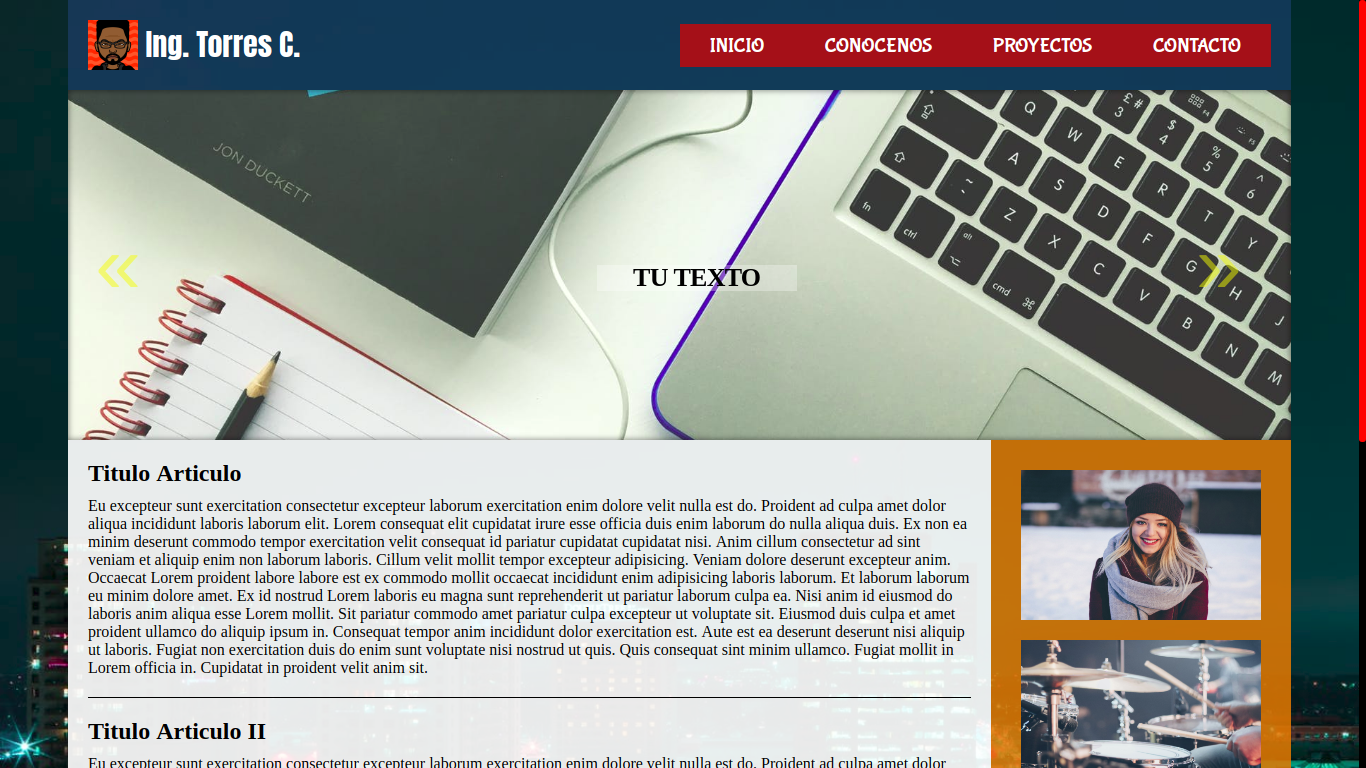 Ing. Torres C.
INICIO CONOCENOS PROYECTOS CONTACTO
JON DUCKETT
«
TU TEXTO
»
£ # 3
$ 4
% 5
^ 6
Q W E R T Y
A S D F G H J
Z X C V B N M
fn ctrl alt cmd
Titulo Articulo
Eu excepteur sunt exercitation consectetur excepteur laborum exercitation enim dolore velit nulla est do. Proident ad culpa amet dolor
aliqua incididunt laboris laborum elit. Lorem consequat elit cupidatat irure esse officia duis enim laborum do nulla aliqua duis. Ex non ea
minim deserunt commodo tempor exercitation velit consequat id pariatur cupidatat cupidatat nisi. Anim cillum consectetur ad sint
veniam et aliquip enim non laborum laboris. Cillum velit mollit tempor excepteur adipisicing. Veniam dolore deserunt excepteur anim.
Occaecat Lorem proident labore labore est ex commodo mollit occaecat incididunt enim adipisicing laboris laborum. Et laborum laborum
eu minim dolore amet. Ex id nostrud Lorem laboris eu magna sunt reprehenderit ut pariatur laborum culpa ea. Nisi anim id eiusmod do
laboris anim aliqua esse Lorem mollit. Sit pariatur commodo amet pariatur culpa excepteur ut voluptate sit. Eiusmod duis culpa et amet
proident ullamco do aliquip ipsum in. Consequat tempor anim incididunt dolor exercitation est. Aute est ea deserunt deserunt nisi aliquip
ut laboris. Fugiat non exercitation duis do enim sunt voluptate nisi nostrud ut quis. Quis consequat sint minim ullamco. Fugiat mollit in
Lorem officia in. Cupidatat in proident velit anim sit.
Titulo Articulo II
Eu excepteur sunt exercitation consectetur excepteur laborum exercitation enim dolore velit nulla est do. Proident ad culpa amet dolor